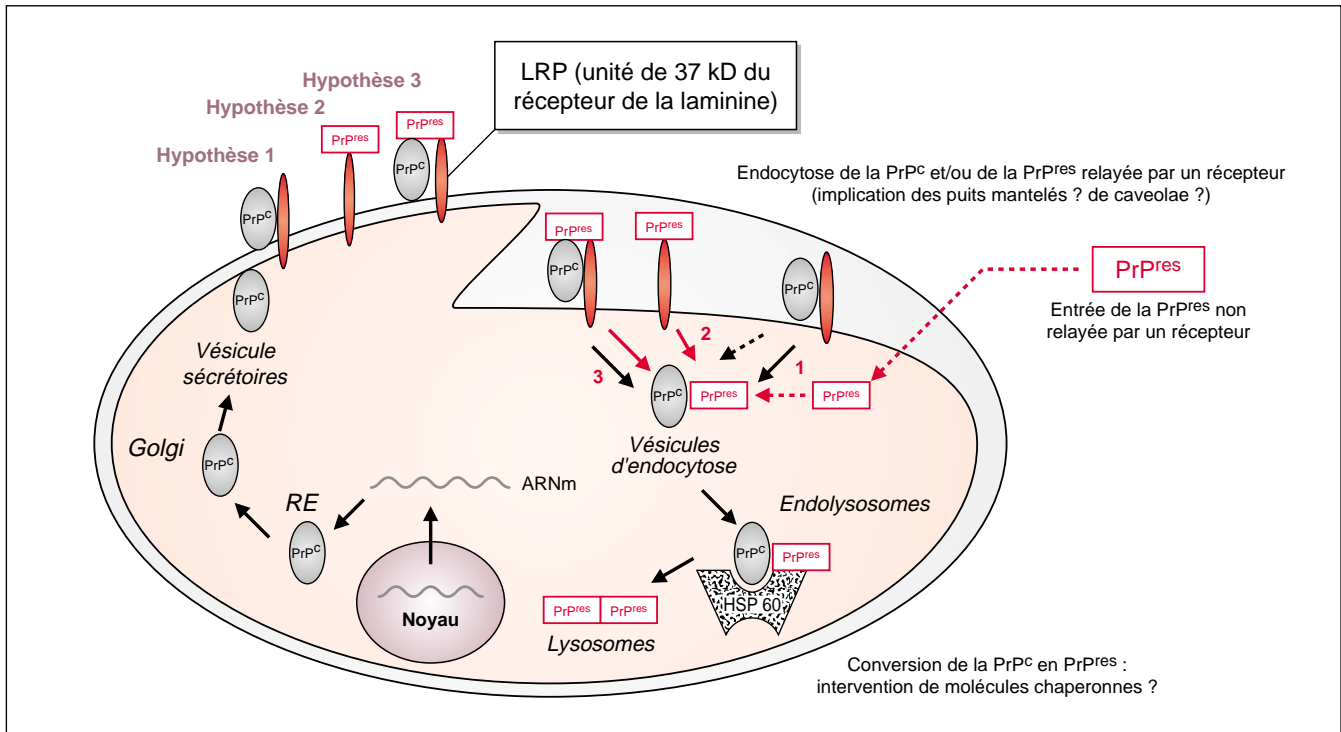 LRP (unité de 37 kD du
récepteur de la laminine)
Hypothèse 3
Hypothèse 2
Hypothèse 1
PrPres
PrPres
PrPc
PrPc
PrPc
Vésicule
sécrétoires
Golgi
PrPc
RE
PrPc
ARNm
Noyau
Endocytose de la PrPc et/ou de la PrPres relayée par un récepteur
(implication des puits mantelés ? de caveolae ?)
PrPres
PrPres
PrPc
PrPc
PrPres
Entrée de la PrPres non
relayée par un récepteur
2
3
1
PrPc
PrPres
PrPres
Vésicules
d'endocytose
Endolysosomes
PrPc
PrPres
HSP 60
PrPres
PrPres
Lysosomes
Conversion de la PrPc en PrPres :
intervention de molécules chaperonnes ?